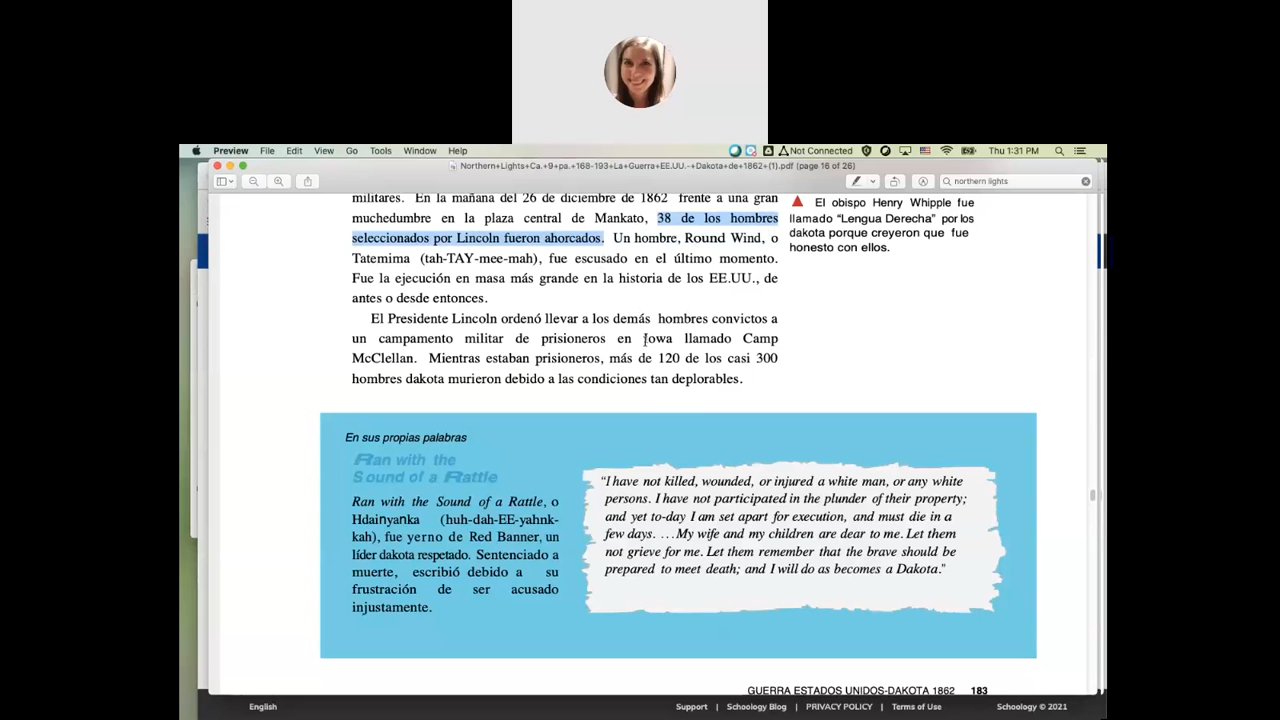 Preview File Edit View Go Tools Window Help Not Connected Thu 1:31 PM
Northern+Lights+Ca.+9+pa.+168-193+La+Guerra+EE.UU.-+Dakota+de+1862+(1).pdf (page 16 of 26)
northern lights
militares. En la mañana del 26 de diciembre de 1862 frente a una gran
muchedumbre en la plaza central de Mankato, 38 de los hombres
seleccionados por Lincoln fueron ahorcados. Un hombre, Round Wind, o
Tatemima (tah-TAY-mee-mah), fue escusado en el último momento.
Fue la ejecución en masa más grande en la historia de los EE.UU., de
antes o desde entonces.
El Presidente Lincoln ordenó llevar a los demás hombres convictos a
un campamento militar de prisioneros en Iowa llamado Camp
McClellan. Mientras estaban prisioneros, más de 120 de los casi 300
hombres dakota murieron debido a las condiciones tan deplorables.
El obispo Henry Whipple fue
llamado “Lengua Derecha” por los
dakota porque creyeron que fue
honesto con ellos.
En sus propias palabras
Ran with the
Sound of a Rattle
Ran with the Sound of a Rattle, o
Hdainyanka (huh-dah-EE-yahnk-
kah), fue yerno de Red Banner, un
líder dakota respetado. Sentenciado a
muerte, escribió debido a su
frustración de ser acusado
injustamente.
“I have not killed, wounded, or injured a white man, or any white
persons. I have not participated in the plunder of their property;
and yet to-day I am set apart for execution, and must die in a
few days. …My wife and my children are dear to me. Let them
not grieve for me. Let them remember that the brave should be
prepared to meet death; and I will do as becomes a Dakota.”
GUERRA ESTADOS UNIDOS-DAKOTA 1862 183
English Support | Schoology Blog | PRIVACY POLICY | Terms of Use Schoology © 2021